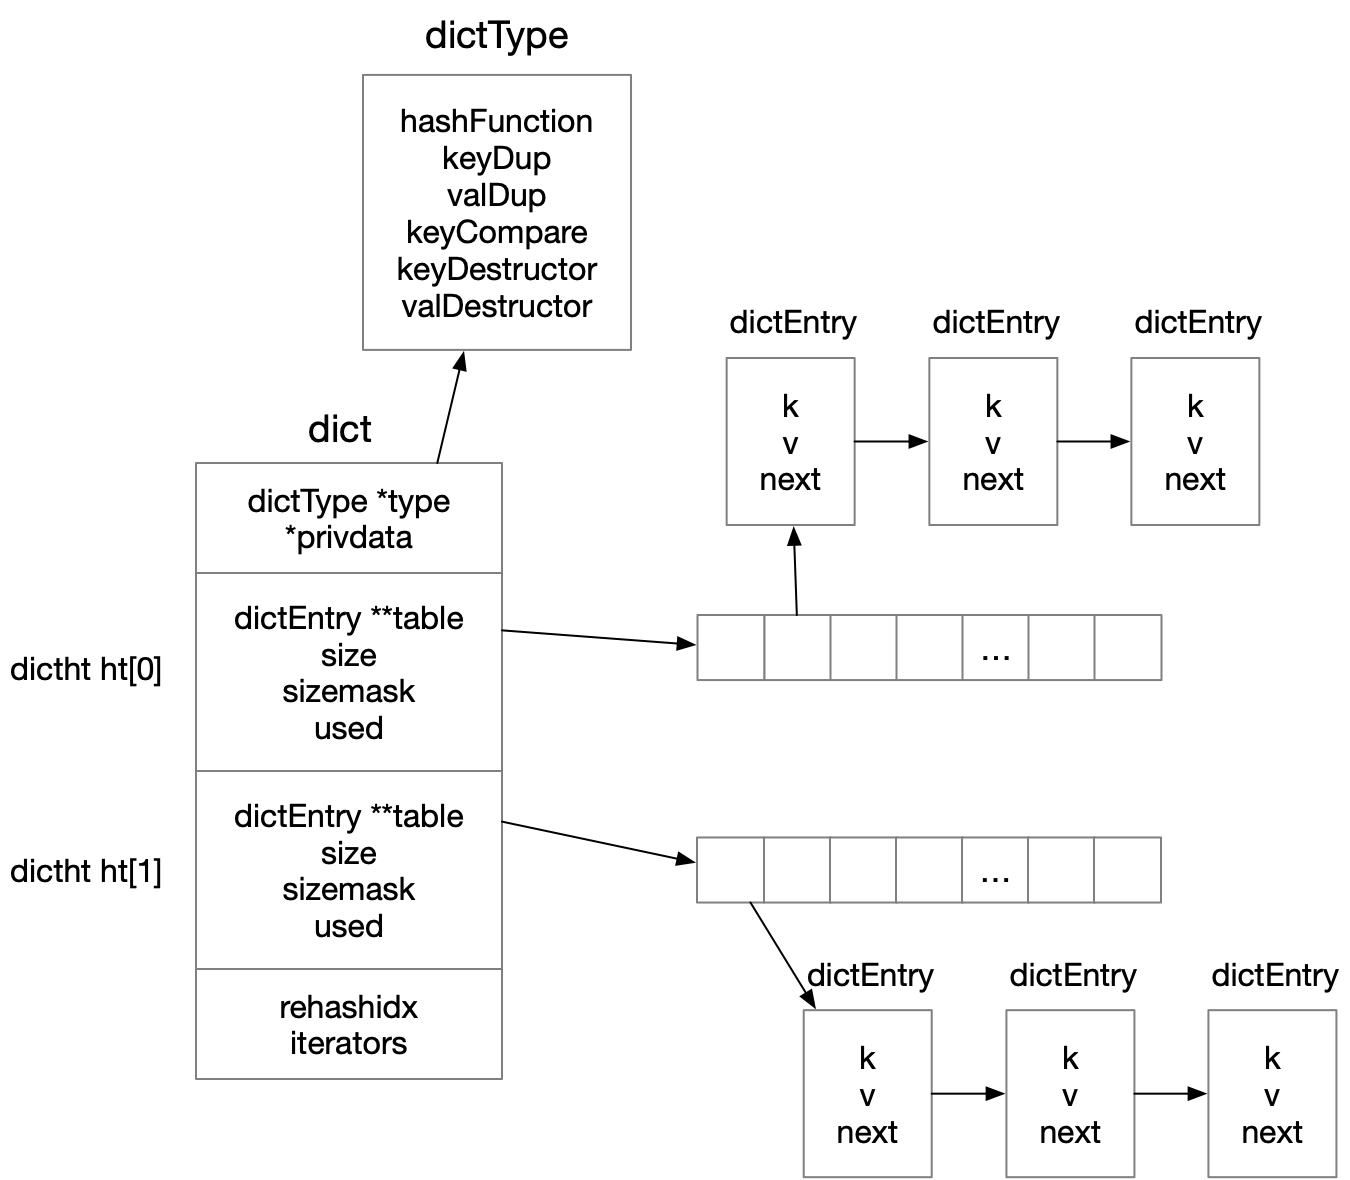 dictType
hashFunction
keyDup
valDup
keyCompare
keyDestructor
valDestructor
dict
dictType *type
*privdata
dictht ht[0]
dictEntry **table
size
sizemask
used
dictht ht[1]
dictEntry **table
size
sizemask
used
rehashidx
iterators
dictEntry
k
v
next
dictEntry
k
v
next
dictEntry
k
v
next
...
...
dictEntry
k
v
next
dictEntry
k
v
next
dictEntry
k
v
next